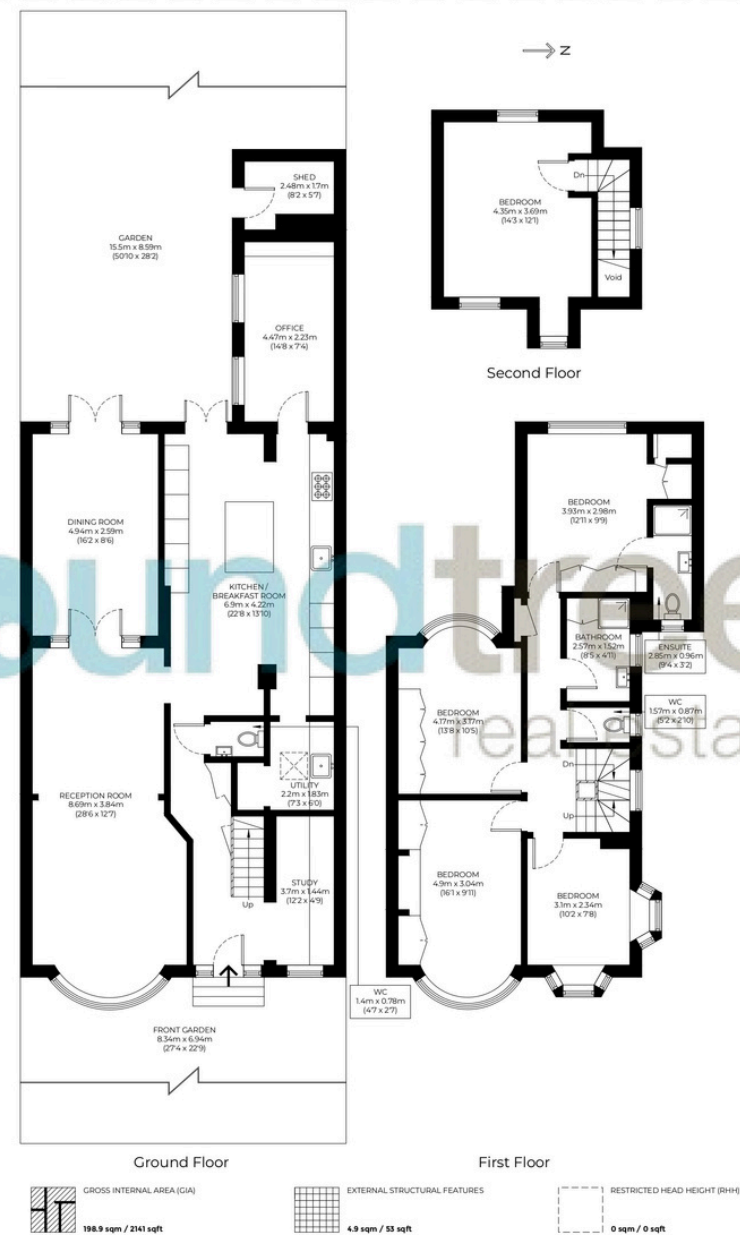 N
SHED
2.48m x 1.7m
(8'2 x 5'7)
GARDEN
15.5m x 8.59m
(50'10 x 28'2)
OFFICE
4.47m x 2.23m
(14'8 x 7'4)
BEDROOM
4.35m x 3.69m
(14'3 x 12'1)
Dn
Void
Second Floor
DINING ROOM
4.94m x 2.59m
(16'2 x 8'6)
KITCHEN /
BREAKFAST ROOM
6.9m x 4.22m
(22'8 x 13'10)
BEDROOM
3.93m x 2.98m
(12'11 x 9'9)
BATHROOM
2.57m x 1.52m
(8'5 x 4'11)
ENSUITE
2.85m x 0.96m
(9'4 x 3'2)
WC
1.57m x 0.87m
(5'2 x 2'10)
BEDROOM
4.17m x 3.17m
(13'8 x 10'5)
oundtree
real esta
RECEPTION ROOM
8.69m x 3.84m
(28'6 x 12'7)
UTILITY
2.2m x 1.83m
(7'3 x 6'0)
Dn
Up
STUDY
3.7m x 1.44m
(12'2 x 4'9)
Up
BEDROOM
4.9m x 3.04m
(16'1 x 9'11)
BEDROOM
3.1m x 2.34m
(10'2 x 7'8)
WC
1.4m x 0.78m
(4'7 x 2'7)
FRONT GARDEN
8.34m x 6.94m
(27'4 x 22'9)
Ground Floor
First Floor
GROSS INTERNAL AREA (GIA)
198.9 sqm / 2141 sqft
EXTERNAL STRUCTURAL FEATURES
4.9 sqm / 53 sqft
RESTRICTED HEAD HEIGHT (RHH)
0 sqm / 0 sqft